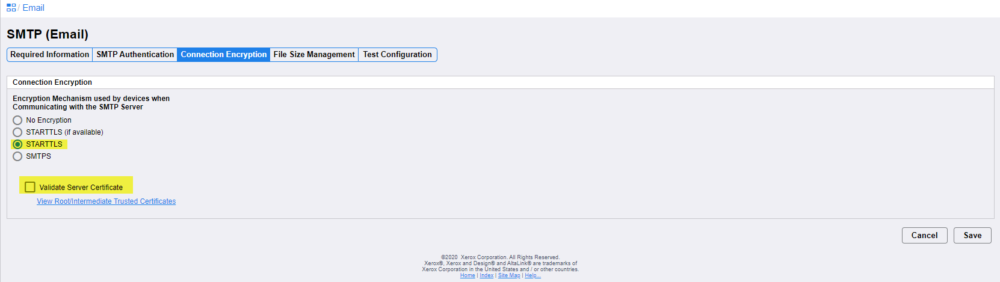 / Email
SMTP (Email)
Required Information SMTP Authentication Connection Encryption File Size Management Test Configuration
Connection Encryption
Encryption Mechanism used by devices when
Communicating with the SMTP Server
No Encryption
STARTTLS (if available)
STARTTLS
SMTPS
Validate Server Certificate
View Root/Intermediate Trusted Certificates
Cancel Save
©2020 Xerox Corporation. All Rights Reserved.
Xerox®, Xerox and Design® and AltaLink® are trademarks of
Xerox Corporation in the United States and / or other countries.
Home | Index | Site Map | Help...